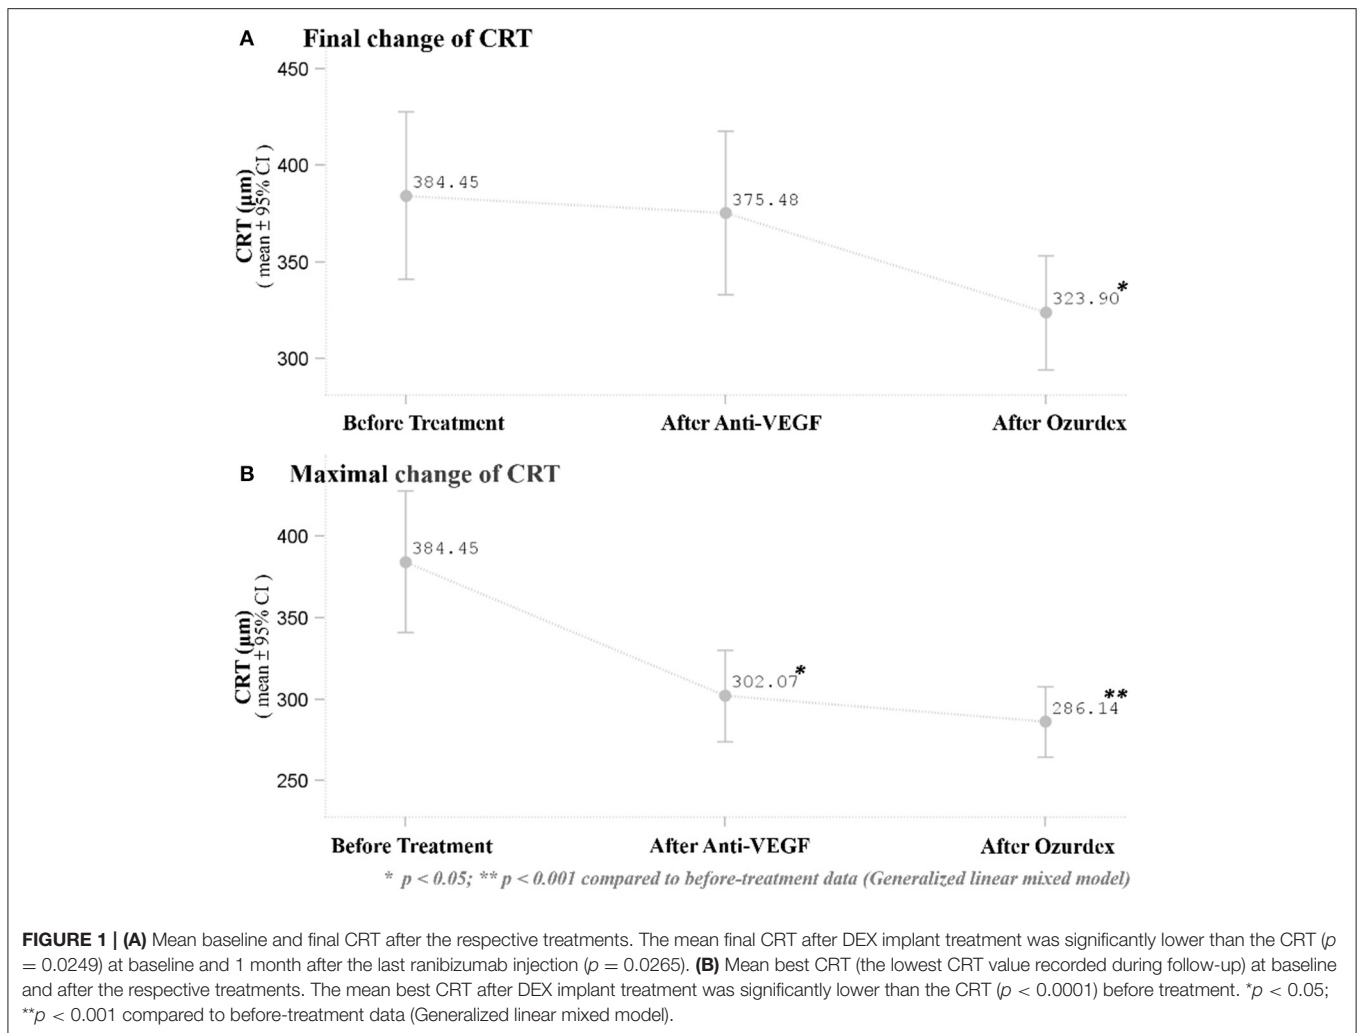 A Final change of CRT
450
400
350
300
CRT (μm)
( mean ± 95% CI )
384.45
375.48
323.90*
Before Treatment After Anti-VEGF After Ozurdex
B Maximal change of CRT
400
350
300
250
CRT (μm)
( mean ± 95% CI )
384.45
302.07*
286.14**
Before Treatment After Anti-VEGF After Ozurdex
* p < 0.05; ** p < 0.001 compared to before-treatment data (Generalized linear mixed model)
FIGURE 1 | (A) Mean baseline and final CRT after the respective treatments. The mean final CRT after DEX implant treatment was significantly lower than the CRT (p
= 0.0249) at baseline and 1 month after the last ranibizumab injection (p = 0.0265). (B) Mean best CRT (the lowest CRT value recorded during follow-up) at baseline
and after the respective treatments. The mean best CRT after DEX implant treatment was significantly lower than the CRT (p < 0.0001) before treatment. *p < 0.05;
**p < 0.001 compared to before-treatment data (Generalized linear mixed model).